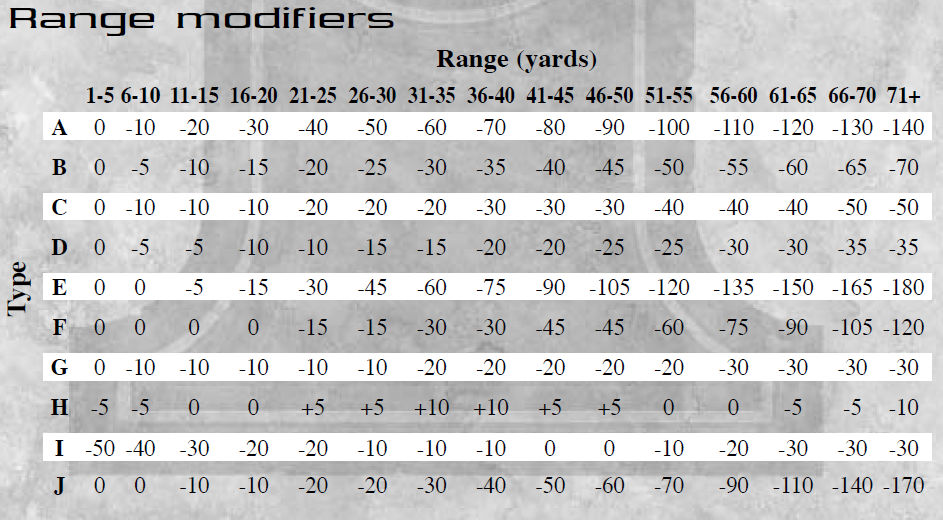 Range modifiers
Range (yards)
1-5 6-10 11-15 16-20 21-25 26-30 31-35 36-40 41-45 46-50 51-55 56-60 61-65 66-70 71+
Type
A 0 -10 -20 -30 -40 -50 -60 -70 -80 -90 -100 -110 -120 -130 -140
B 0 -5 -10 -15 -20 -25 -30 -35 -40 -45 -50 -55 -60 -65 -70
C 0 -10 -10 -10 -20 -20 -20 -30 -30 -30 -40 -40 -40 -50 -50
D 0 -5 -5 -10 -10 -15 -15 -20 -20 -25 -25 -30 -30 -35 -35
E 0 0 -5 -15 -30 -45 -60 -75 -90 -105 -120 -135 -150 -165 -180
F 0 0 0 0 -15 -15 -30 -30 -45 -45 -60 -75 -90 -105 -120
G 0 -10 -10 -10 -10 -10 -20 -20 -20 -20 -20 -30 -30 -30 -30
H -5 -5 0 0 +5 +5 +10 +10 +5 +5 0 0 -5 -5 -10
I -50 -40 -30 -20 -20 -10 -10 -10 0 0 -10 -20 -30 -30 -30
J 0 0 -10 -10 -20 -20 -30 -40 -50 -60 -70 -90 -110 -140 -170